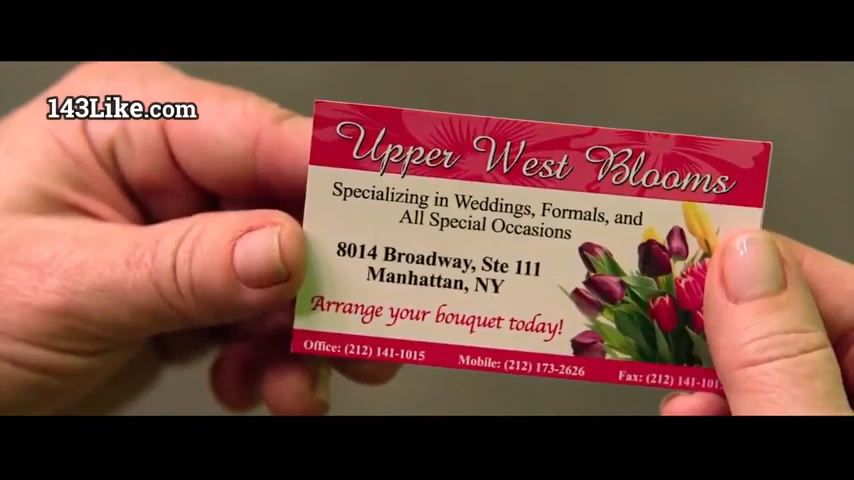 143Like.com
Upper West Blooms
Specializing in Weddings, Formals, and
All Special Occasions
8014 Broadway, Ste 111
Manhattan, NY
Arrange your bouquet today!
Office: (212) 141-1015 Mobile: (212) 173-2626 Fax: (212) 141-101